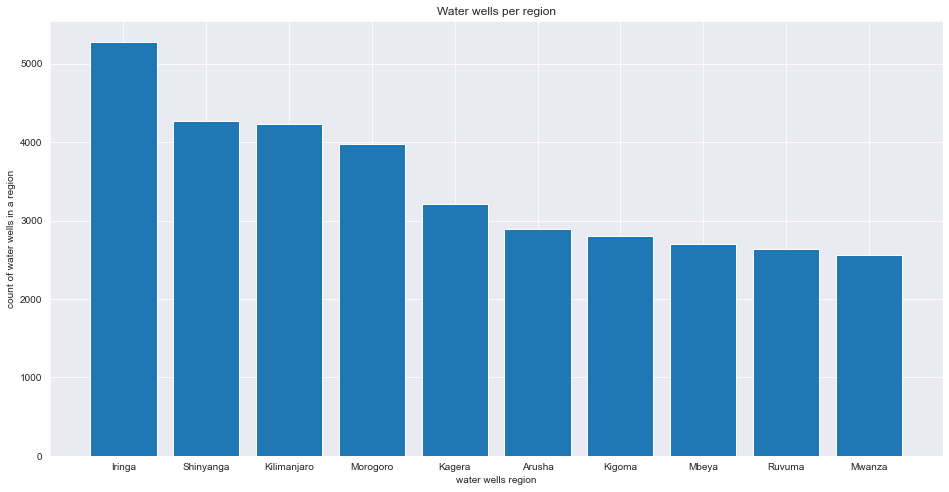 Water wells per region
count of water wells in a region
5000
4000
3000
2000
1000
0
Iringa Shinyanga Kilimanjaro Morogoro Kagera Arusha Kigoma Mbeya Ruvuma Mwanza
water wells region